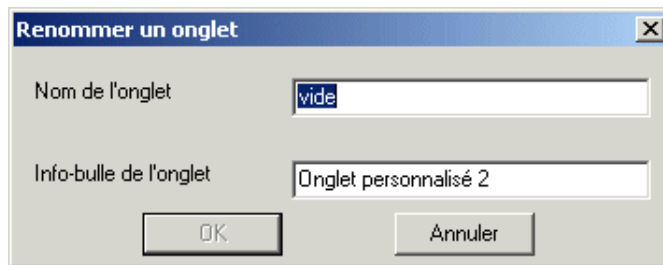 Renommer un onglet
Nom de l'onglet
vide
Info-bulle de l'onglet
Onglet personnalisé 2
OK
Annuler